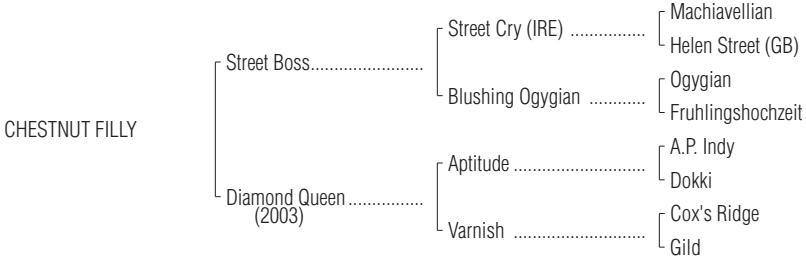 CHESTNUT FILLY
Street Boss........................
Diamond Queen................
(2003)
Street Cry (IRE) ................
Blushing Ogygian ............
Aptitude ............................
Varnish ............................
Machiavellian
Helen Street (GB)
Ogygian
Fruhlingshochzeit
A.P. Indy
Dokki
Cox's Ridge
Gild